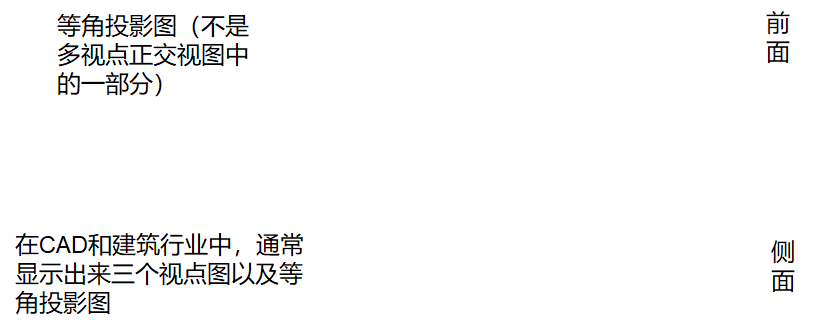 等角投影图（不是
多视点正交视图中
的一部分）
前
面
在CAD和建筑行业中，通常
显示出来三个视点图以及等
角投影图
侧
面